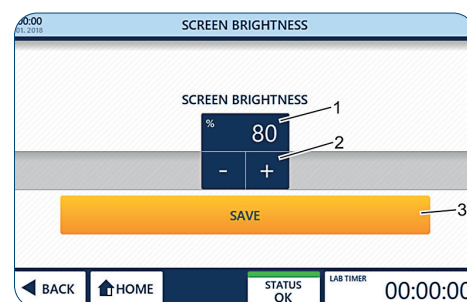 00:00
01. 2018
SCREEN BRIGHTNESS
SCREEN BRIGHTNESS
% 80
1
- +
2
SAVE
3
BACK
HOME
STATUS
OK
LAB TIMER
00:00:00